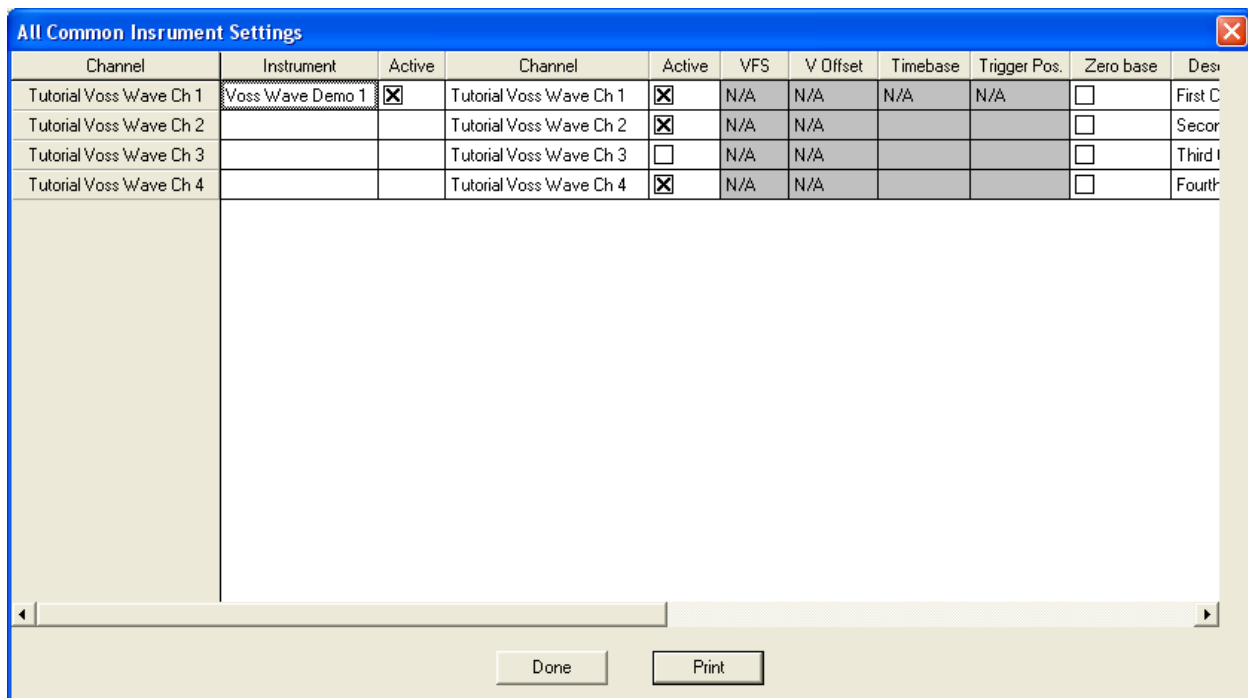 All Common Insrument Settings
Channel Instrument Active Channel Active VFS V Offset Timebase Trigger Pos. Zero base
Tutorial Voss Wave Ch 1 Voss Wave Demo 1 Tutorial Voss Wave Ch 1 N/A N/A N/A N/A First
Tutorial Voss Wave Ch 2 Tutorial Voss Wave Ch 2 N/A N/A
Tutorial Voss Wave Ch 3 Tutorial Voss Wave Ch 3 N/A N/A Third
Tutorial Voss Wave Ch 4 Tutorial Voss Wave Ch 4 N/A N/A Fourth
Done Print